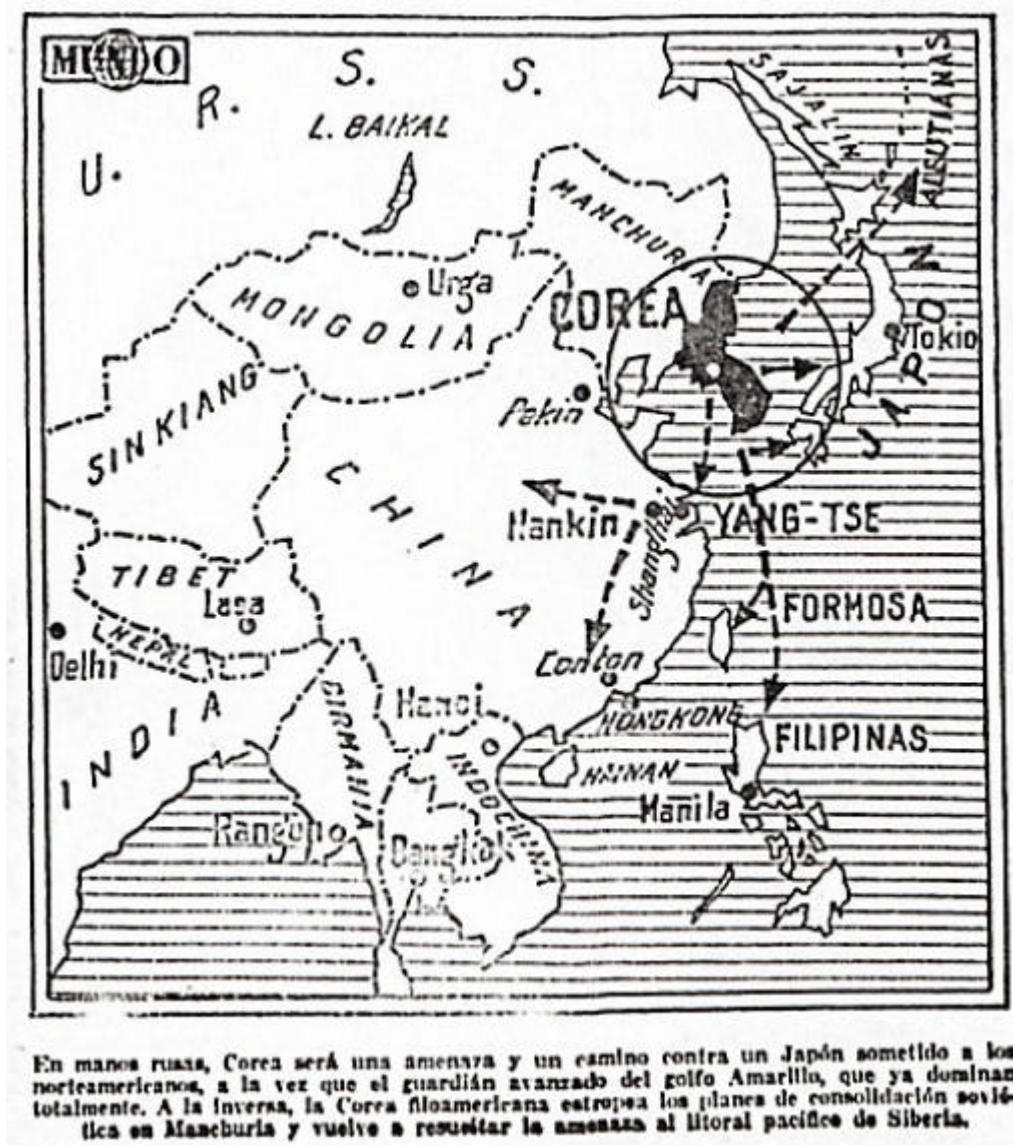 MUNDO
U. R. S. S.
L. BAIKAL
SAJALIN
ALEUTIANAS
MANCHURIA
Urga
MONGOLIA
COREA
JAPON
Tokio
SINKIANG
Pekin
CHINA
Nankin
Shanghai
YANG-TSE
TIBET
Lasa
FORMOSA
NEPAL
Delhi
Canton
INDIA
BIRMANIA
Hanoi
HONGKONG
FILIPINAS
INDOCHINA
HAINAN
Manila
Rangún
Bangkok
En manos rusas, Corea será una amenaza y un camino contra un Japón sometido a los
norteamericanos, a la vez que el guardián avanzado del golfo Amarillo, que ya dominan
totalmente. A la inversa, la Corea filoamericana estropea los planes de consolidación sovié-
tica en Manchuria y vuelve a resucitar la amenaza al litoral pacífico de Siberia.